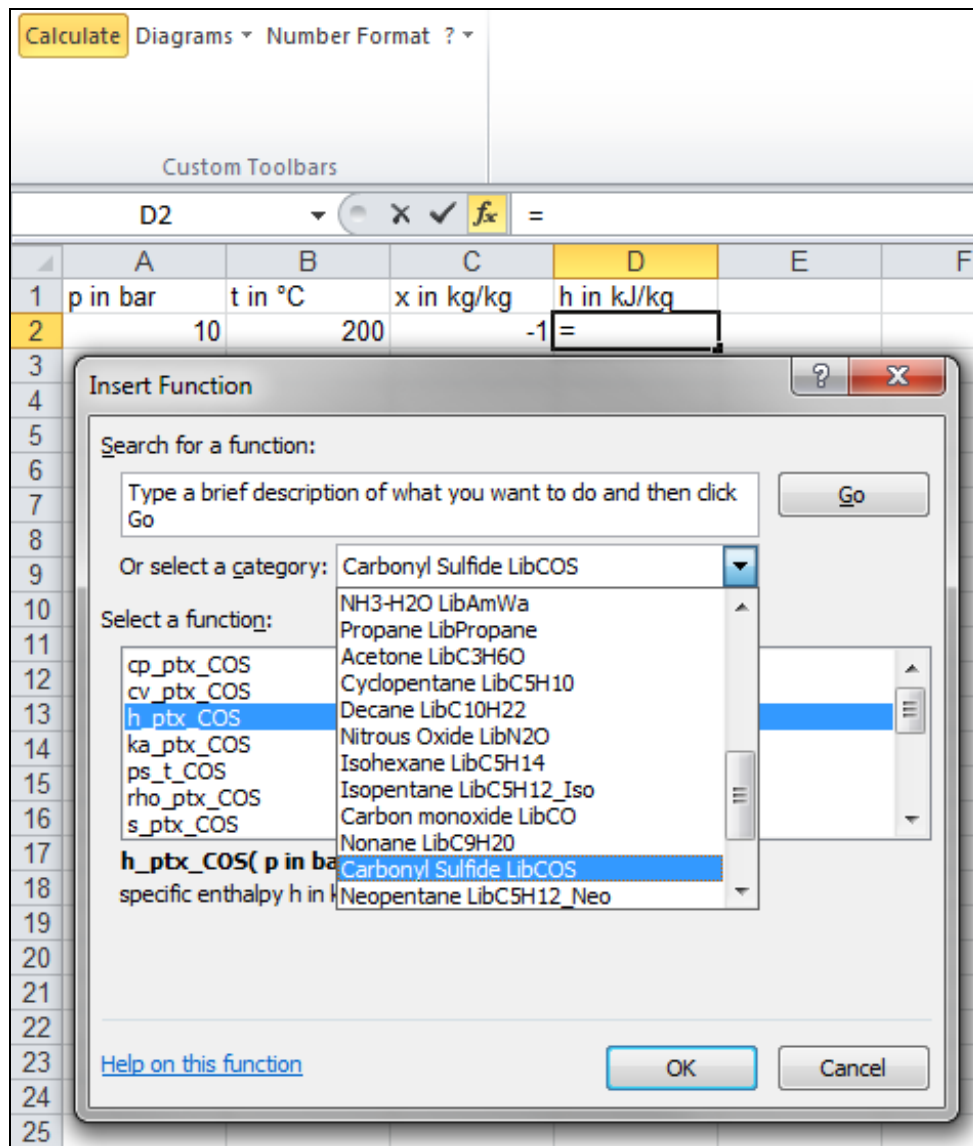 Calculate Diagrams Number Format ?
Custom Toolbars
D2 fx =
A B C D E F
1 p in bar t in °C x in kg/kg h in kJ/kg
2 10 200 -1 =
3
Insert Function ? X
4
5
Search for a function:
6
Type a brief description of what you want to do and then click
7
Go
Go
8
9
Or select a category: Carbonyl Sulfide LibCOS
10
NH3-H2O LibAmWa
Select a function:
Propane LibPropane
11
Acetone LibC3H6O
cp_ptx_COS
12
Cyclopentane LibC5H10
cv_ptx_COS
Decane LibC10H22
13
h_ptx_COS
Nitrous Oxide LibN2O
14
ka_ptx_COS
Isohexane LibC5H14
15
ps_t_COS
Isopentane LibC5H12_Iso
rho_ptx_COS
16
Carbon monoxide LibCO
s_ptx_COS
Nonane LibC9H20
17
h_ptx_COS( p in ba
Carbonyl Sulfide LibCOS
18
specific enthalpy h in
Neopentane LibC5H12_Neo
19
20
21
22
23
Help on this function
OK Cancel
24
25